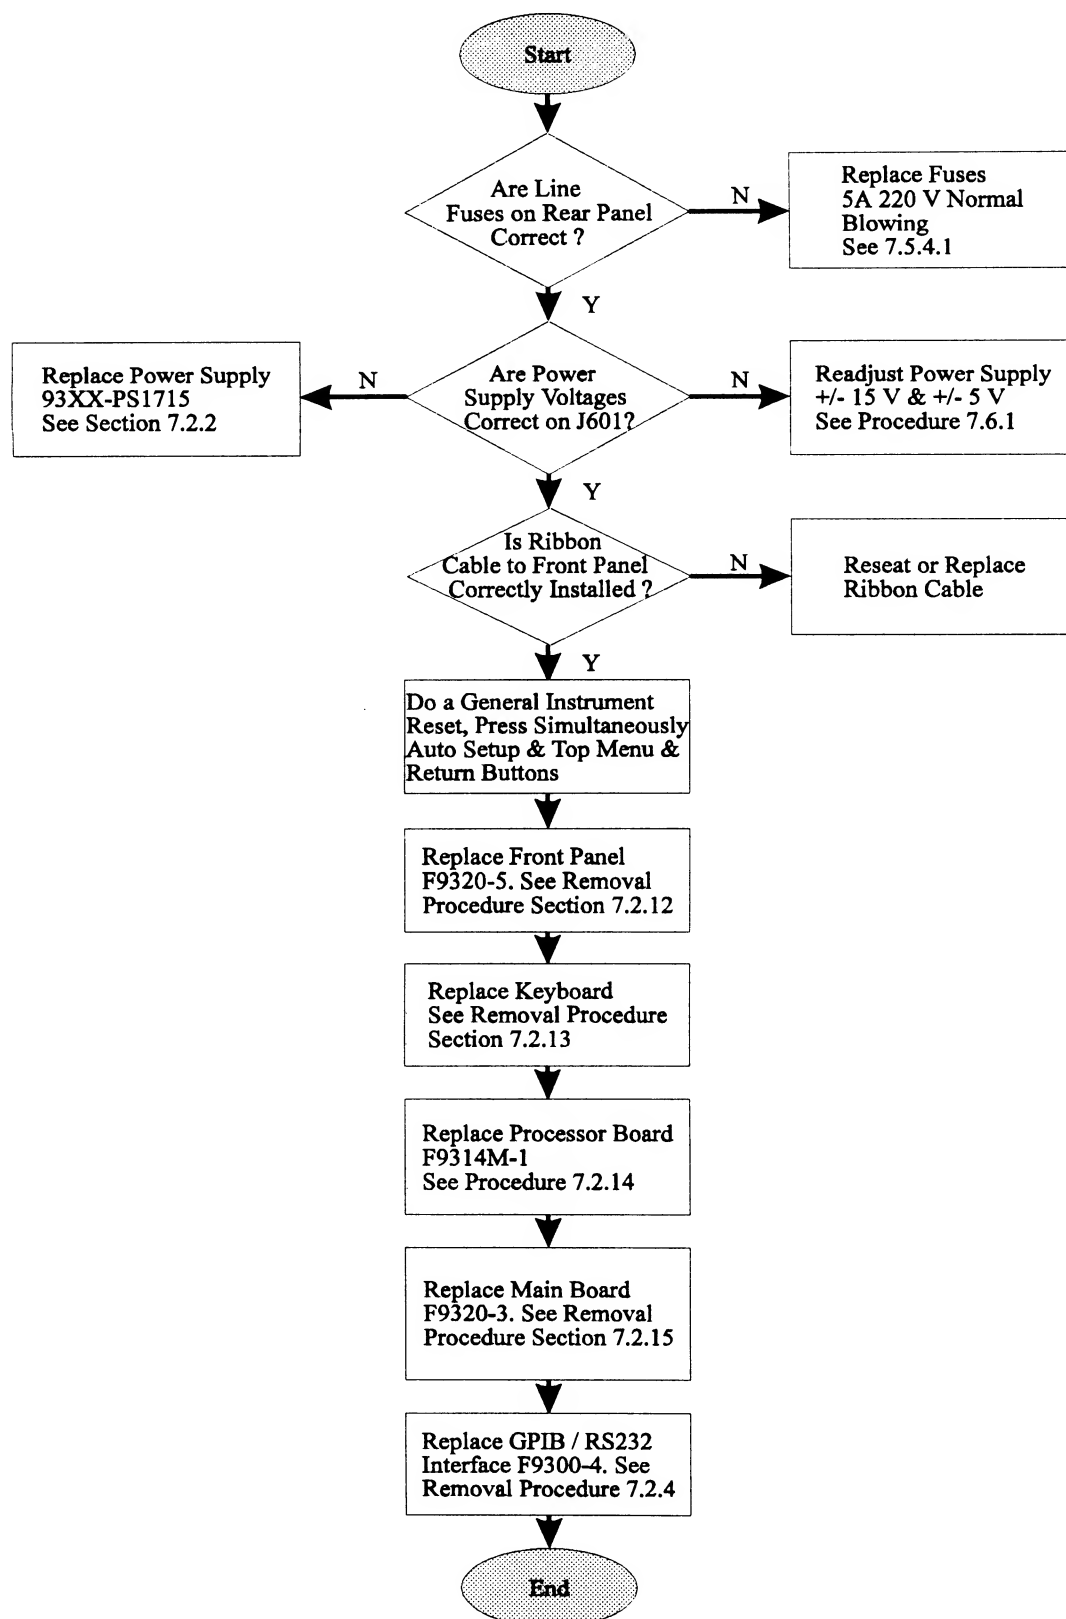 Start
Are Line
Fuses on Rear Panel
Correct ?
N
Replace Fuses
5A 220 V Normal
Blowing
See 7.5.4.1
Y
Replace Power Supply
93XX-PS1715
See Section 7.2.2
N
Are Power
Supply Voltages
Correct on J601?
N
Readjust Power Supply
+/- 15 V & +/- 5 V
See Procedure 7.6.1
Y
Is Ribbon
Cable to Front Panel
Correctly Installed ?
N
Reseat or Replace
Ribbon Cable
Y
Do a General Instrument
Reset, Press Simultaneously
Auto Setup & Top Menu &
Return Buttons
Replace Front Panel
F9320-5. See Removal
Procedure Section 7.2.12
Replace Keyboard
See Removal Procedure
Section 7.2.13
Replace Processor Board
F9314M-1
See Procedure 7.2.14
Replace Main Board
F9320-3. See Removal
Procedure Section 7.2.15
Replace GPIB / RS232
Interface F9300-4. See
Removal Procedure 7.2.4
End